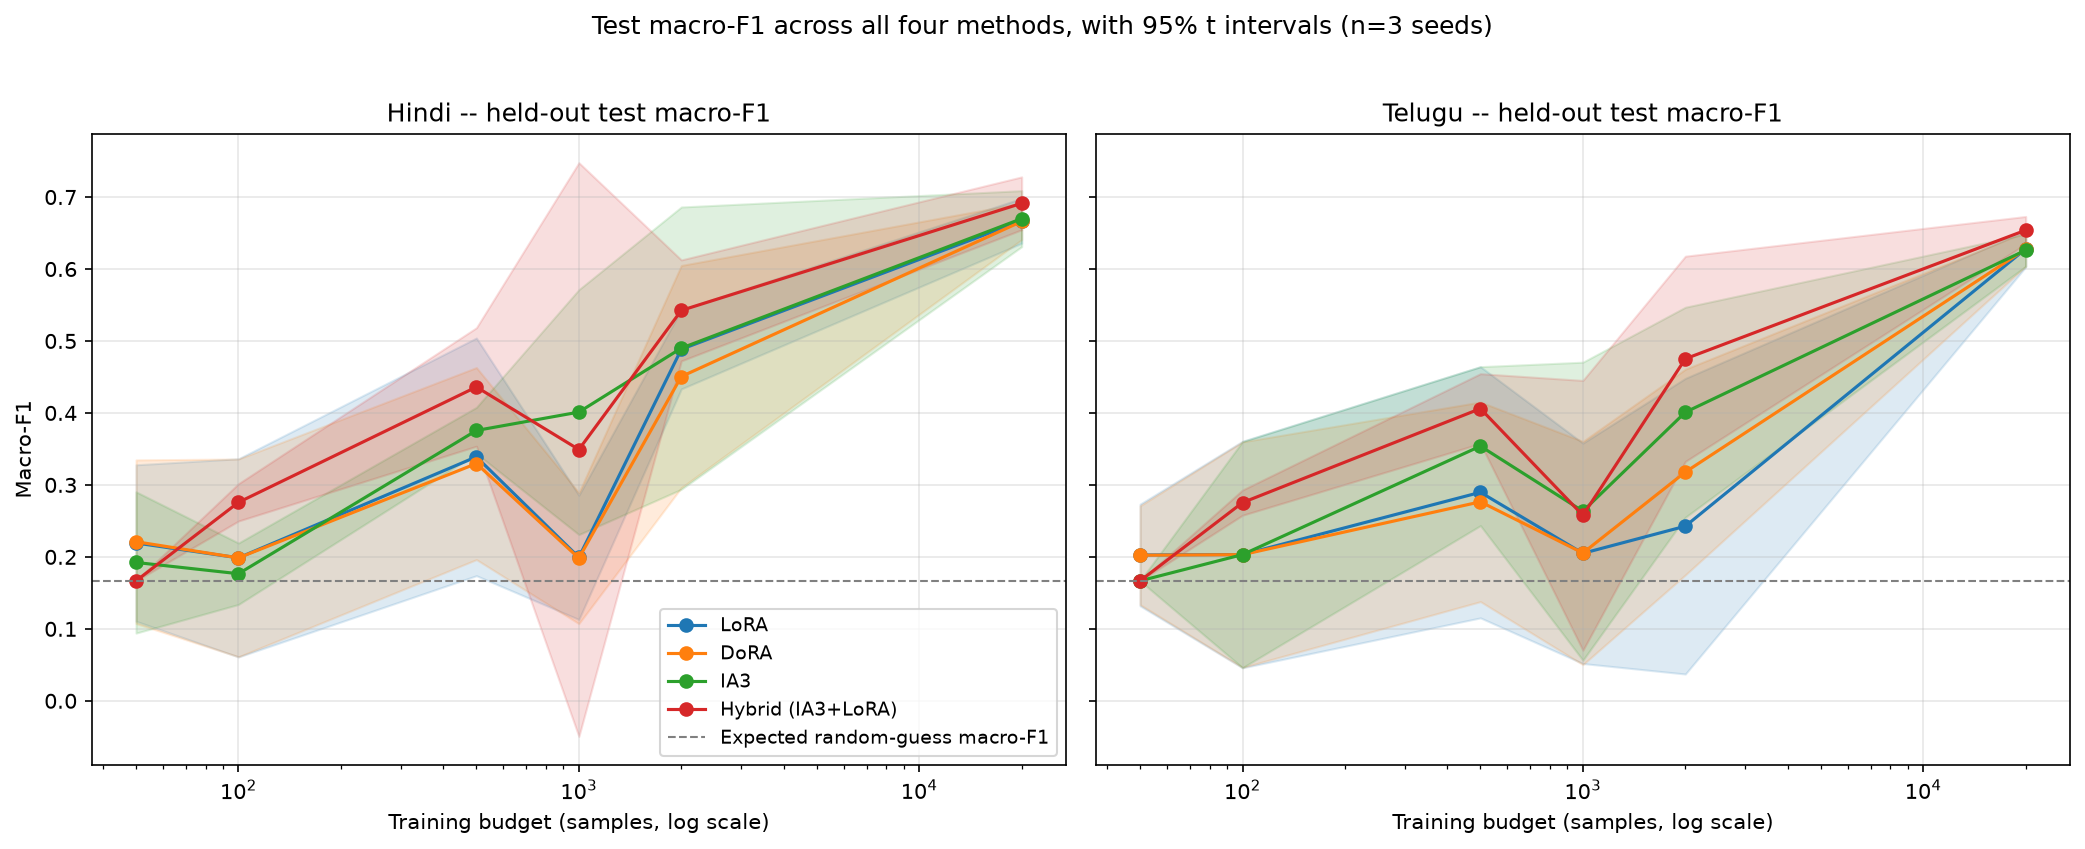 Test macro-F1 across all four methods, with 95% t intervals (n=3 seeds)
Hindi -- held-out test macro-F1
Telugu -- held-out test macro-F1
Macro-F1
0.7
0.6
0.5
0.4
0.3
0.2
0.1
0.0
LoRA
DoRA
IA3
Hybrid (IA3+LoRA)
Expected random-guess macro-F1
10²
10³
10⁴
10²
10³
10⁴
Training budget (samples, log scale)
Training budget (samples, log scale)